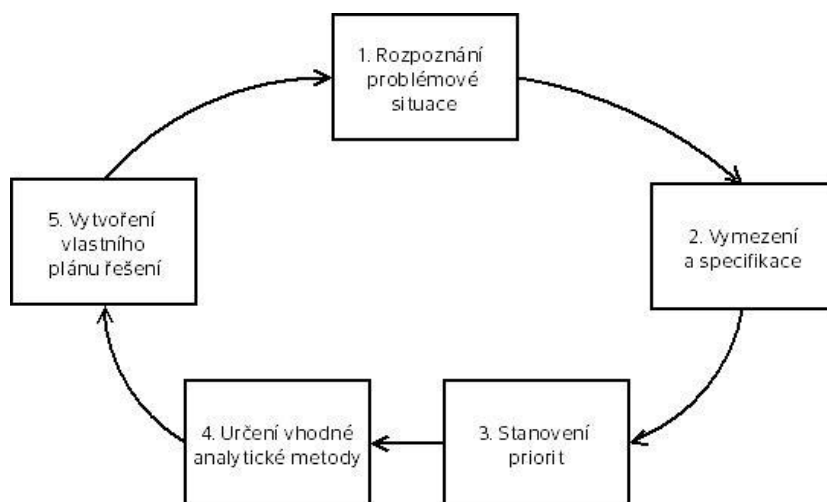 1. Rozpoznání
problémové
situace
2. Vymezení
a specifikace
3. Stanovení
priorit
4. Určení vhodné
analytické metody
5. Vytvoření
vlastního
plánu řešení